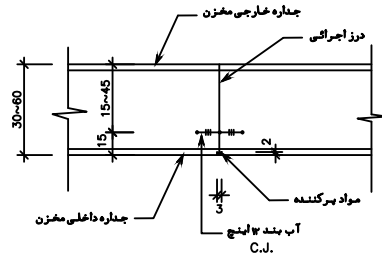 جداره خارجی مخزن
درز اجرائی
30~60
15~45
15
2
3
جداره داخلی مخزن
مواد پرکننده
آب بند ۱۲ اینچ
C.J.